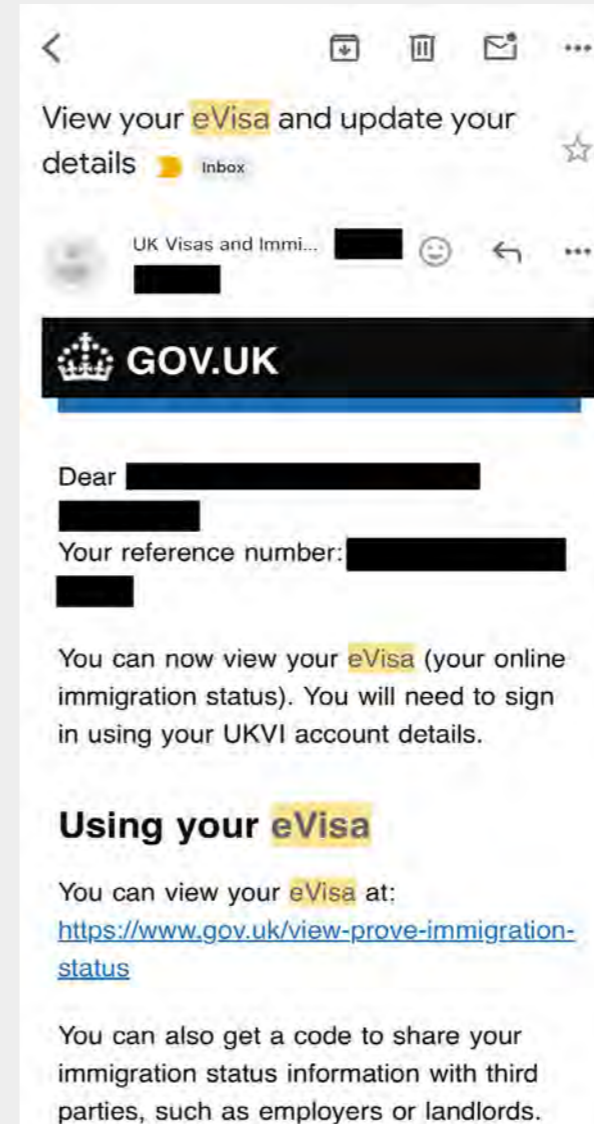 View your eVisa and update your
details Inbox
UK Visas and Immi...
GOV.UK
Dear
Your reference number:
You can now view your eVisa (your online
immigration status). You will need to sign
in using your UKVI account details.
Using your eVisa
You can view your eVisa at:
https://www.gov.uk/view-prove-immigration-
status
You can also get a code to share your
immigration status information with third
parties, such as employers or landlords.